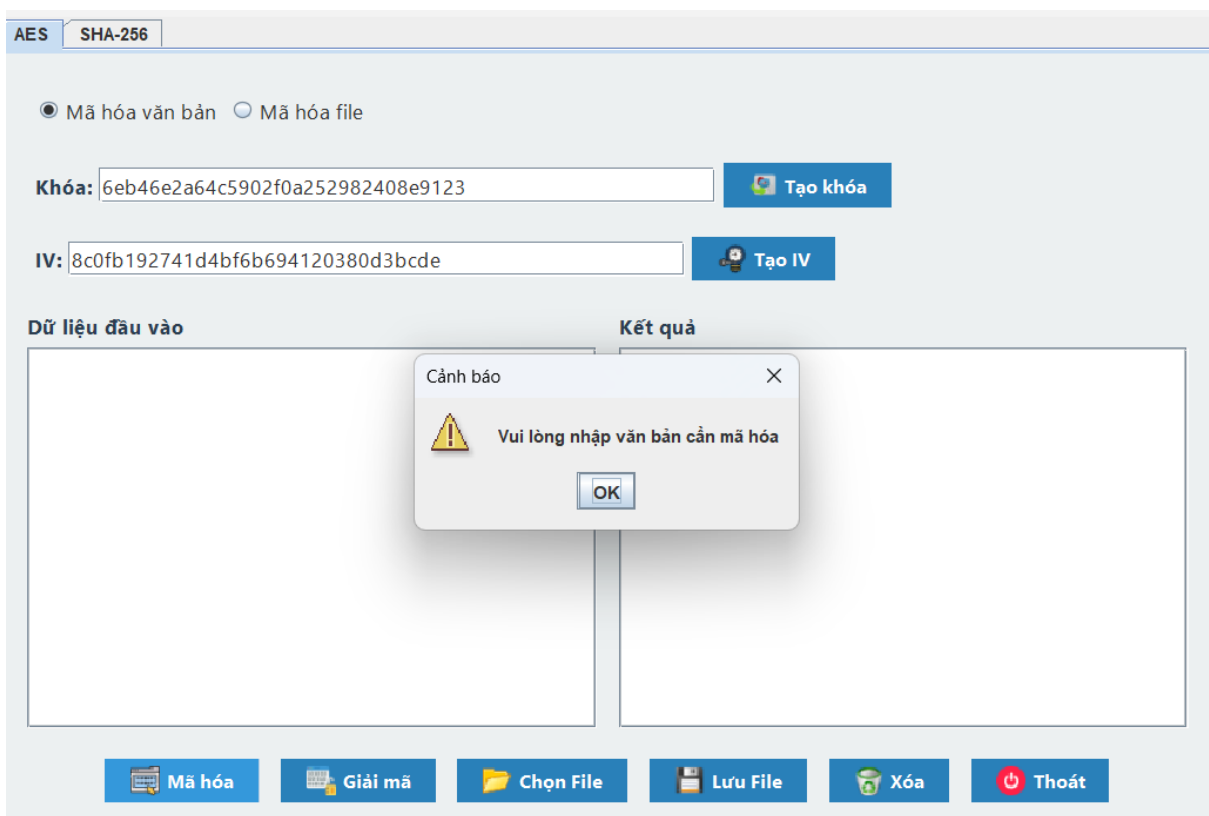 AES SHA-256
Mã hóa văn bản Mã hóa file
Khóa: 6eb46e2a64c5902f0a252982408e9123 Tạo khóa
IV: 8c0fb192741d4bf6b694120380d3bcde Tạo IV
Dữ liệu đầu vào Kết quả
Cảnh báo
Vui lòng nhập văn bản cần mã hóa
OK
Mã hóa Giải mã Chọn File Lưu File Xóa Thoát